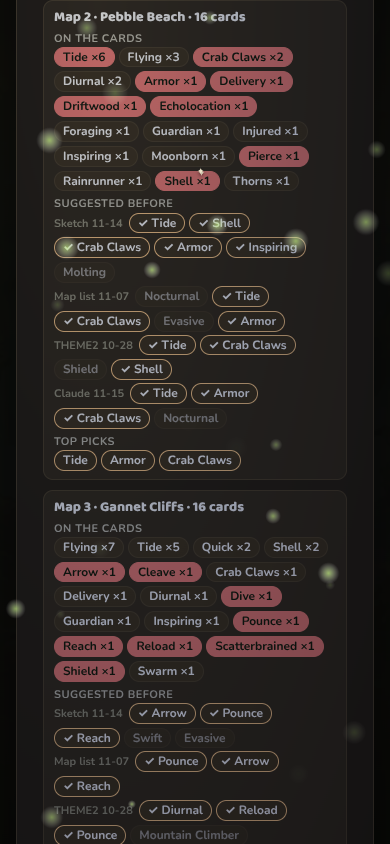 Map 2 · Pebble Beach · 16 cards
ON THE CARDS
Tide ×6 Flying ×3 Crab Claws ×2
Diurnal ×2 Armor ×1 Delivery ×1
Driftwood ×1 Echolocation ×1
Foraging ×1 Guardian ×1 Injured ×1
Inspiring ×1 Moonborn ×1 Pierce ×1
Rainrunner ×1 Shell ×1 Thorns ×1
SUGGESTED BEFORE
Sketch 11-14 ✓ Tide ✓ Shell
✓ Crab Claws ✓ Armor ✓ Inspiring
Molting
Map list 11-07 Nocturnal ✓ Tide
✓ Crab Claws Evasive ✓ Armor
THEME2 10-28 ✓ Tide ✓ Crab Claws
Shield ✓ Shell
Claude 11-15 ✓ Tide ✓ Armor
✓ Crab Claws Nocturnal
TOP PICKS
Tide Armor Crab Claws
Map 3 · Gannet Cliffs · 16 cards
ON THE CARDS
Flying ×7 Tide ×5 Quick ×2 Shell ×2
Arrow ×1 Cleave ×1 Crab Claws ×1
Delivery ×1 Diurnal ×1 Dive ×1
Guardian ×1 Inspiring ×1 Pounce ×1
Reach ×1 Reload ×1 Scatterbrained ×1
Shield ×1 Swarm ×1
SUGGESTED BEFORE
Sketch 11-14 ✓ Arrow ✓ Pounce
✓ Reach Swift Evasive
Map list 11-07 ✓ Pounce ✓ Arrow
✓ Reach
THEME2 10-28 ✓ Diurnal ✓ Reload
✓ Pounce Mountain Climber